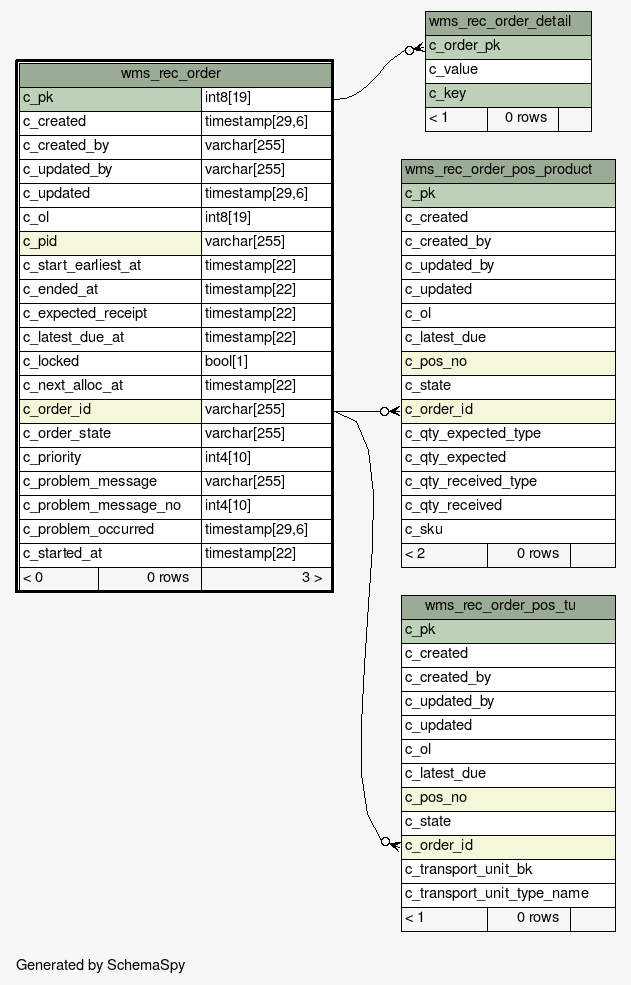 wms_rec_order
c_pk int8[19]
c_created timestamp[29,6]
c_created_by varchar[255]
c_updated_by varchar[255]
c_updated timestamp[29,6]
c_ol int8[19]
c_pid varchar[255]
c_start_earliest_at timestamp[22]
c_ended_at timestamp[22]
c_expected_receipt timestamp[22]
c_latest_due_at timestamp[22]
c_locked bool[1]
c_next_alloc_at timestamp[22]
c_order_id varchar[255]
c_order_state varchar[255]
c_priority int4[10]
c_problem_message varchar[255]
c_problem_message_no int4[10]
c_problem_occurred timestamp[29,6]
c_started_at timestamp[22]
< 0 0 rows 3 >
wms_rec_order_detail
c_order_pk
c_value
c_key
< 1 0 rows
wms_rec_order_pos_product
c_pk
c_created
c_created_by
c_updated_by
c_updated
c_ol
c_latest_due
c_pos_no
c_state
c_order_id
c_qty_expected_type
c_qty_expected
c_qty_received_type
c_qty_received
c_sku
< 2 0 rows
wms_rec_order_pos_tu
c_pk
c_created
c_created_by
c_updated_by
c_updated
c_ol
c_latest_due
c_pos_no
c_state
c_order_id
c_transport_unit_bk
c_transport_unit_type_name
< 1 0 rows
Generated by SchemaSpy